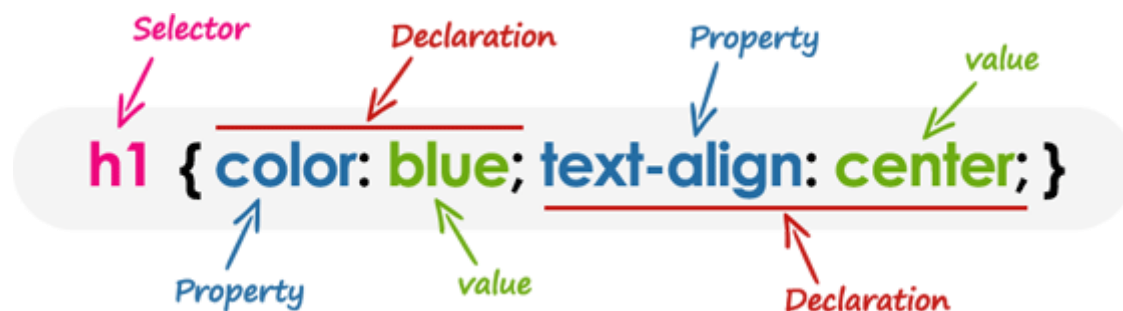 Selector
Declaration
Property
value
h1 { color: blue; text-align: center; }
Property
value
Declaration